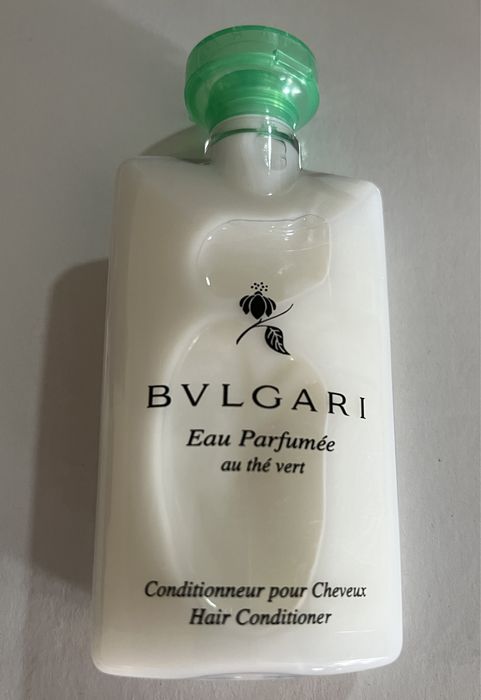 B
BVLGARI
Eau Parfumée
au thé vert
Conditionneur pour Cheveux
Hair Conditioner